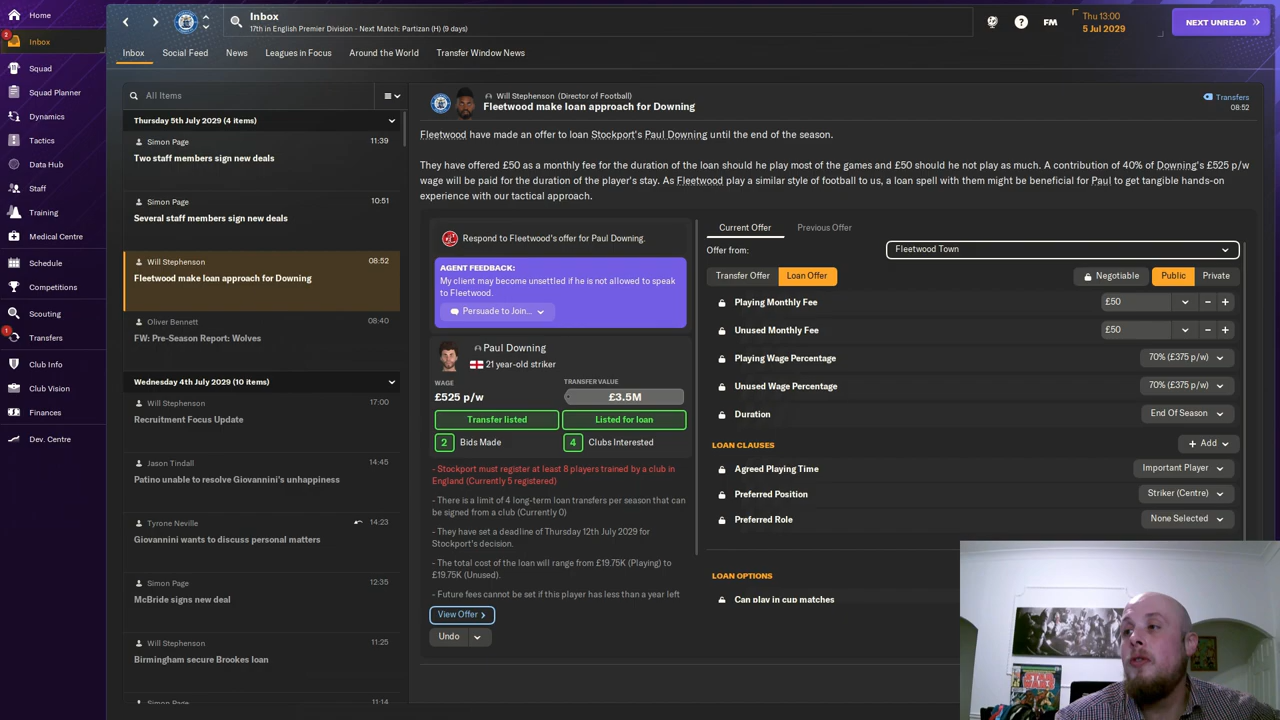 Home
2
Inbox
Squad
Squad Planner
Dynamics
Tactics
Data Hub
Staff
Training
Medical Centre
Schedule
Competitions
Scouting
1
Transfers
Club Info
Club Vision
Finances
Dev. Centre
Inbox
17th in English Premier Division - Next Match: Partizan (H) (9 days)
?
FM
Thu 13:00
5 Jul 2029
NEXT UNREAD
Inbox
Social Feed
News
Leagues in Focus
Around the World
Transfer Window News
All Items
Thursday 5th July 2029 (4 items)
Simon Page
11:39
Two staff members sign new deals
Simon Page
10:51
Several staff members sign new deals
Will Stephenson
08:52
Fleetwood make loan approach for Downing
Oliver Bennett
08:40
FW: Pre-Season Report: Wolves
Wednesday 4th July 2029 (10 items)
Will Stephenson
17:00
Recruitment Focus Update
Jason Tindall
14:45
Patino unable to resolve Giovannini's unhappiness
Tyrone Neville
14:23
Giovannini wants to discuss personal matters
Simon Page
12:35
McBride signs new deal
Will Stephenson
11:25
Birmingham secure Brookes loan
Simon Page
11:14
Will Stephenson (Director of Football)
Fleetwood make loan approach for Downing
Transfers
08:52
Fleetwood have made an offer to loan Stockport's Paul Downing until the end of the season.
They have offered £50 as a monthly fee for the duration of the loan should he play most of the games and £50 should he not play as much. A contribution of 40% of Downing's £525 p/w
wage will be paid for the duration of the player's stay. As Fleetwood play a similar style of football to us, a loan spell with them might be beneficial for Paul to get tangible hands-on
experience with our tactical approach.
Respond to Fleetwood's offer for Paul Downing.
AGENT FEEDBACK:
My client may become unsettled if he is not allowed to speak
to Fleetwood.
Persuade to Join...
Paul Downing
21 year-old striker
WAGE
TRANSFER VALUE
£525 p/w
£3.5M
Transfer listed
Listed for loan
2
Bids Made
4
Clubs Interested
- Stockport must register at least 8 players trained by a club in
England (Currently 5 registered)
- There is a limit of 4 long-term loan transfers per season that can
be signed from a club (Currently 0)
- They have set a deadline of Thursday 12th July 2029 for
Stockport's decision.
- The total cost of the loan will range from £19.75K (Playing) to
£19.75K (Unused).
- Future fees cannot be set if this player has less than a year left
View Offer
Undo
Current Offer
Previous Offer
Offer from:
Fleetwood Town
Transfer Offer
Loan Offer
Negotiable
Public
Private
Playing Monthly Fee
£50
Unused Monthly Fee
£50
Playing Wage Percentage
70% (£375 p/w)
Unused Wage Percentage
70% (£375 p/w)
Duration
End Of Season
LOAN CLAUSES
+ Add
Agreed Playing Time
Important Player
Preferred Position
Striker (Centre)
Preferred Role
None Selected
LOAN OPTIONS
Can play in cup matches
STAR WARS